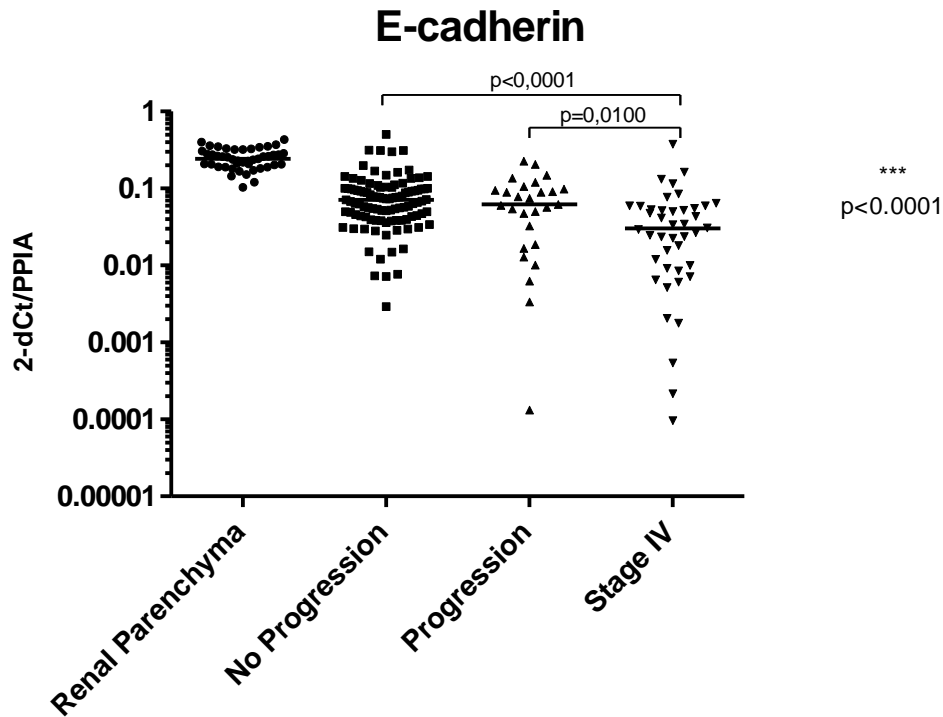 E-cadherin
p<0,0001
p=0,0100
1
0.1
0.01
0.001
0.0001
0.00001
2-dCt/PPIA
***
p<0.0001
Renal Parenchyma
No Progression
Progression
Stage IV